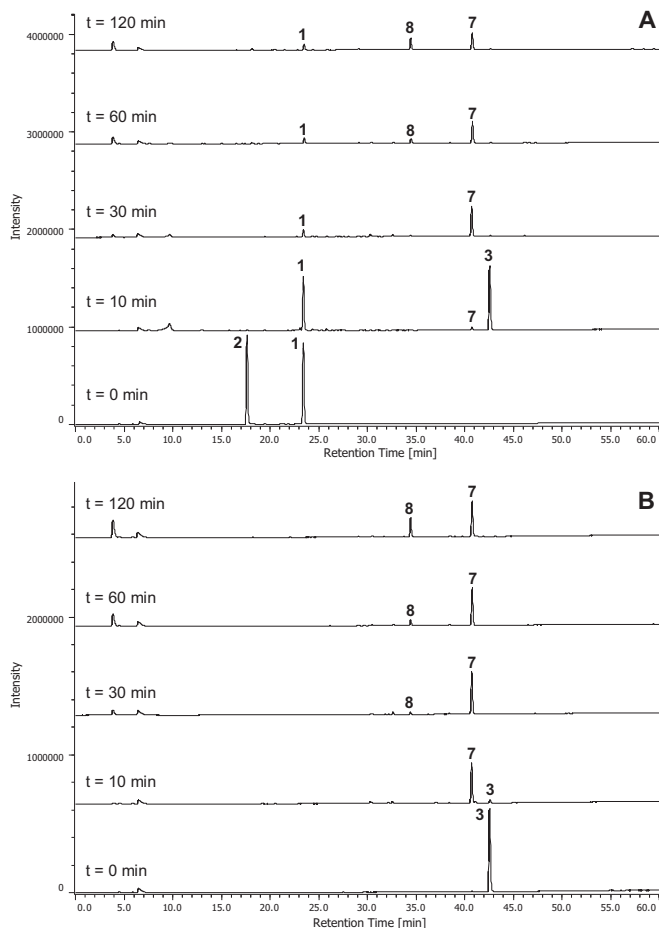 A
t = 120 min
1
8
7
4000000
t = 60 min
1
8
7
3000000
t = 30 min
1
7
2000000
Intensity
t = 10 min
1
3
7
1000000
2
1
t = 0 min
0
0.0 5.0 10.0 15.0 20.0 25.0 30.0 35.0 40.0 45.0 50.0 55.0 60.0
Retention Time [min]
B
t = 120 min
8
7
t = 60 min
8
7
2000000
t = 30 min
8
7
Intensity
1000000
t = 10 min
7
3
3
t = 0 min
0
0.0 5.0 10.0 15.0 20.0 25.0 30.0 35.0 40.0 45.0 50.0 55.0 60.0
Retention Time [min]